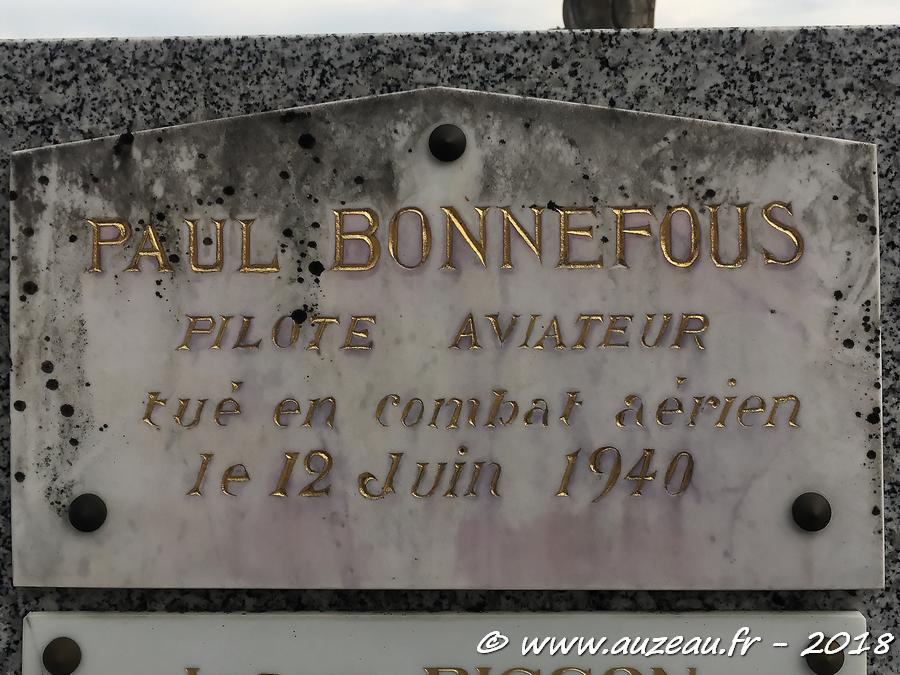 PAUL BONNEFOUS
PILOTE AVIATEUR
tué en combat aérien
le 12 Juin 1940
© www.auzeau.fr - 2018